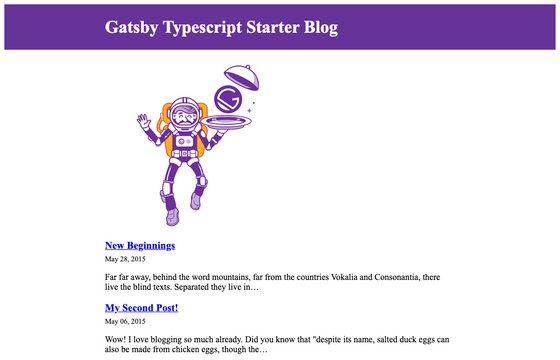 Gatsby Typescript Starter Blog
New Beginnings
May 28, 2015
Far far away, behind the word mountains, far from the countries Vokalia and Consonantia, there
live the blind texts. Separated they live in…
My Second Post!
May 06, 2015
Wow! I love blogging so much already. Did you know that "despite its name, salted duck eggs can
also be made from chicken eggs, though the…